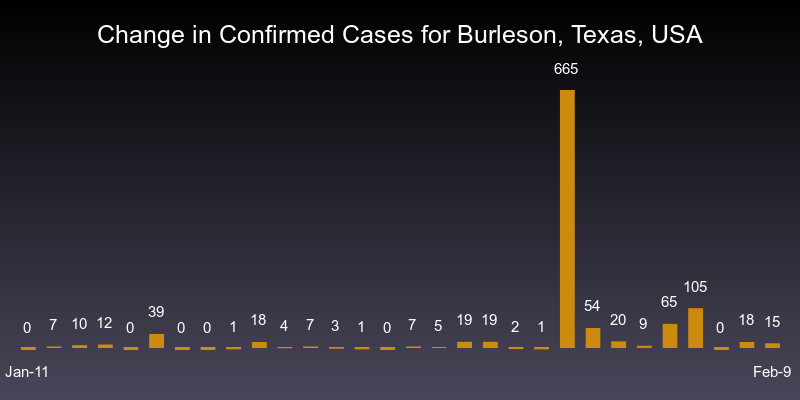 Change in Confirmed Cases for Burleson, Texas, USA
665
0 7 10 12 0 39 0 0 1 18 4 7 3 1 0 7 5 19 19 2 1 54 20 9 65 105 0 18 15
Jan-11 Feb-9